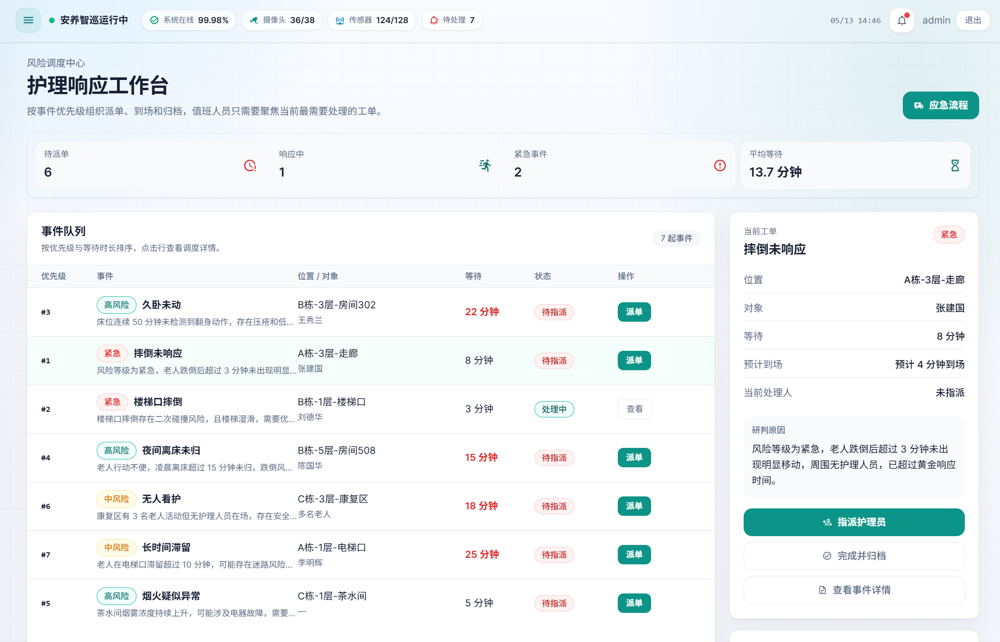 安养智巡运行中
系统在线 99.98%
摄像头 36/38
传感器 124/128
待处理 7
05/13 14:46
admin
退出
风险调度中心
护理响应工作台
按事件优先级组织派单、到场和归档，值班人员只需要聚焦当前最需要处理的工单。
应急流程
待派单
6
响应中
1
紧急事件
2
平均等待
13.7 分钟
事件队列
按优先级与等待时长排序，点击行查看调度详情。
7 起事件
优先级 事件 位置 / 对象 等待 状态 操作
#3 高风险 久卧未动 B栋-3层-房间302 22 分钟 待指派 派单
床位连续 50 分钟未检测到翻身动作，存在压疮和低... 王秀兰
#1 紧急 摔倒未响应 A栋-3层-走廊 8 分钟 待指派 派单
风险等级为紧急，老人跌倒后超过 3 分钟未出现明显... 张建国
#2 紧急 楼梯口摔倒 B栋-1层-楼梯口 3 分钟 处理中 查看
楼梯口摔倒存在二次碰撞风险，且楼梯湿滑，需要优... 刘德华
#4 高风险 夜间离床未归 B栋-5层-房间508 15 分钟 待指派 派单
老人行动不便，凌晨离床超过 15 分钟未归，跌倒风... 陈国华
#6 中风险 无人看护 C栋-3层-康复区 18 分钟 待指派 派单
康复区有 3 名老人活动但无护理人员在场，存在安全... 多名老人
#7 中风险 长时间滞留 A栋-1层-电梯口 25 分钟 待指派 派单
老人在电梯口滞留超过 10 分钟，可能存在迷路风险... 李明辉
#5 高风险 烟火疑似异常 C栋-1层-茶水间 5 分钟 待指派 派单
茶水间烟雾浓度持续上升，可能涉及电器故障，需要... —
当前工单
紧急
摔倒未响应
位置 A栋-3层-走廊
对象 张建国
等待 8 分钟
预计到场 预计 4 分钟到场
当前处理人 未指派
研判原因
风险等级为紧急，老人跌倒后超过 3 分钟未出
现明显移动，周围无护理人员，已超过黄金响应
时间。
指派护理员
完成并归档
查看事件详情